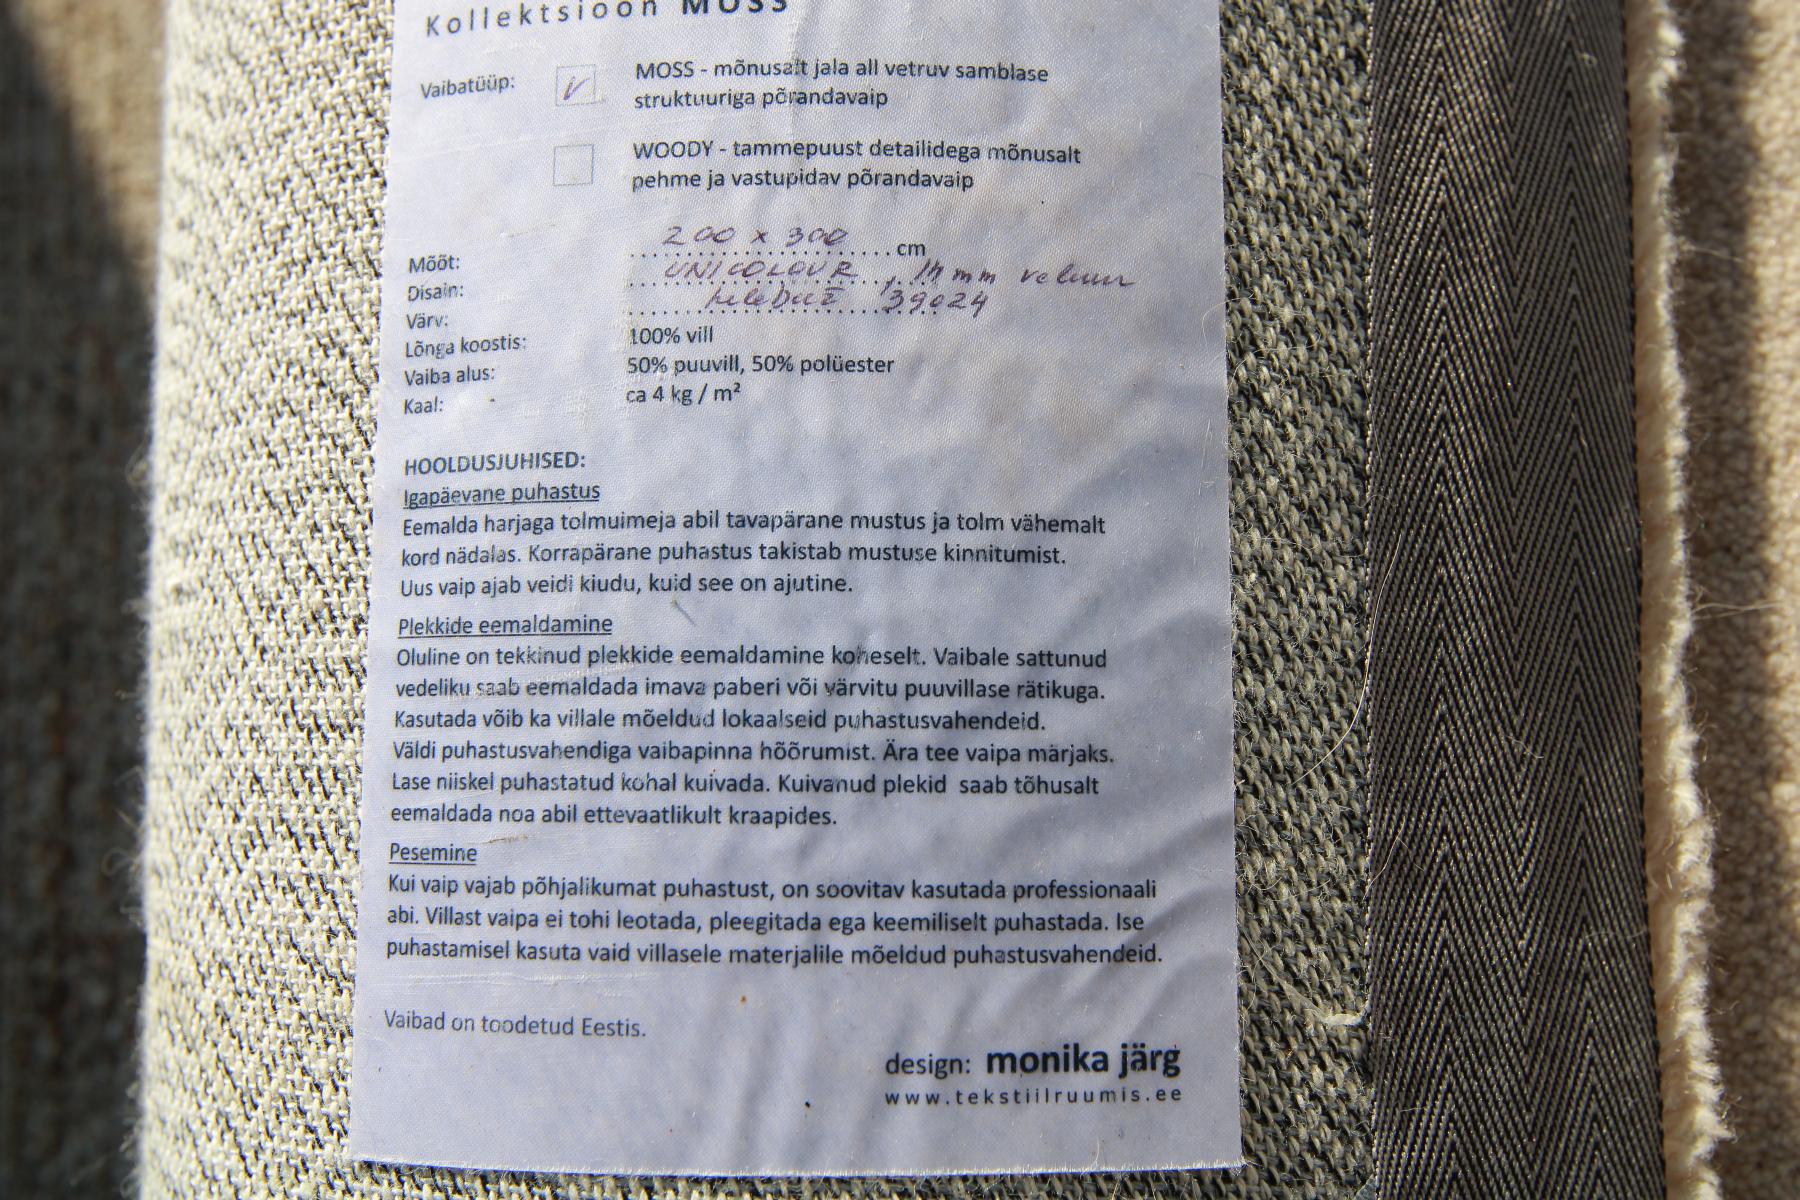 Kollektsioon MOSS
Vaibatüüp: V MOSS - mõnusalt jala all vetruv samblase
struktuuriga põrandavaip
WOODY - tammepuust detailidega mõnusalt
pehme ja vastupidav põrandavaip
Mõõt: 200 x 300 cm
Disain: UNICOLOUR, mm veluur
Värv: 39024
Lõnga koostis: 100% vill
Vaiba alus: 50% puuvill, 50% polüester
Kaal: ca 4 kg / m²
HOOLDUSJUHISED:
Igapäevane puhastus
Eemalda harjaga tolmuimeja abil tavapärane mustus ja tolm vähemalt
kord nädalas. Korrapärane puhastus takistab mustuse kinnitumist.
Uus vaip ajab veidi kiudu, kuid see on ajutine.
Plekkide eemaldamine
Oluline on tekkinud plekkide eemaldamine koheselt. Vaibale sattunud
vedeliku saab eemaldada imava paberi või värvitu puuvillase rätikuga.
Kasutada võib ka villale mõeldud lokaalseid puhastusvahendeid.
Väldi puhastusvahendiga vaibapinna hõõrumist. Ära tee vaipa märjaks.
Lase niiskel puhastatud kohal kuivada. Kuivanud plekid saab tõhusalt
eemaldada noa abil ettevaatlikult kraapides.
Pesemine
Kui vaip vajab põhjalikumat puhastust, on soovitav kasutada professionaali
abi. Villast vaipa ei tohi leotada, pleegitada ega keemiliselt puhastada. Ise
puhastamisel kasuta vaid villasele materjalile mõeldud puhastusvahendeid.
Vaibad on toodetud Eestis.
design: monika järg
www.tekstiilruumis.ee